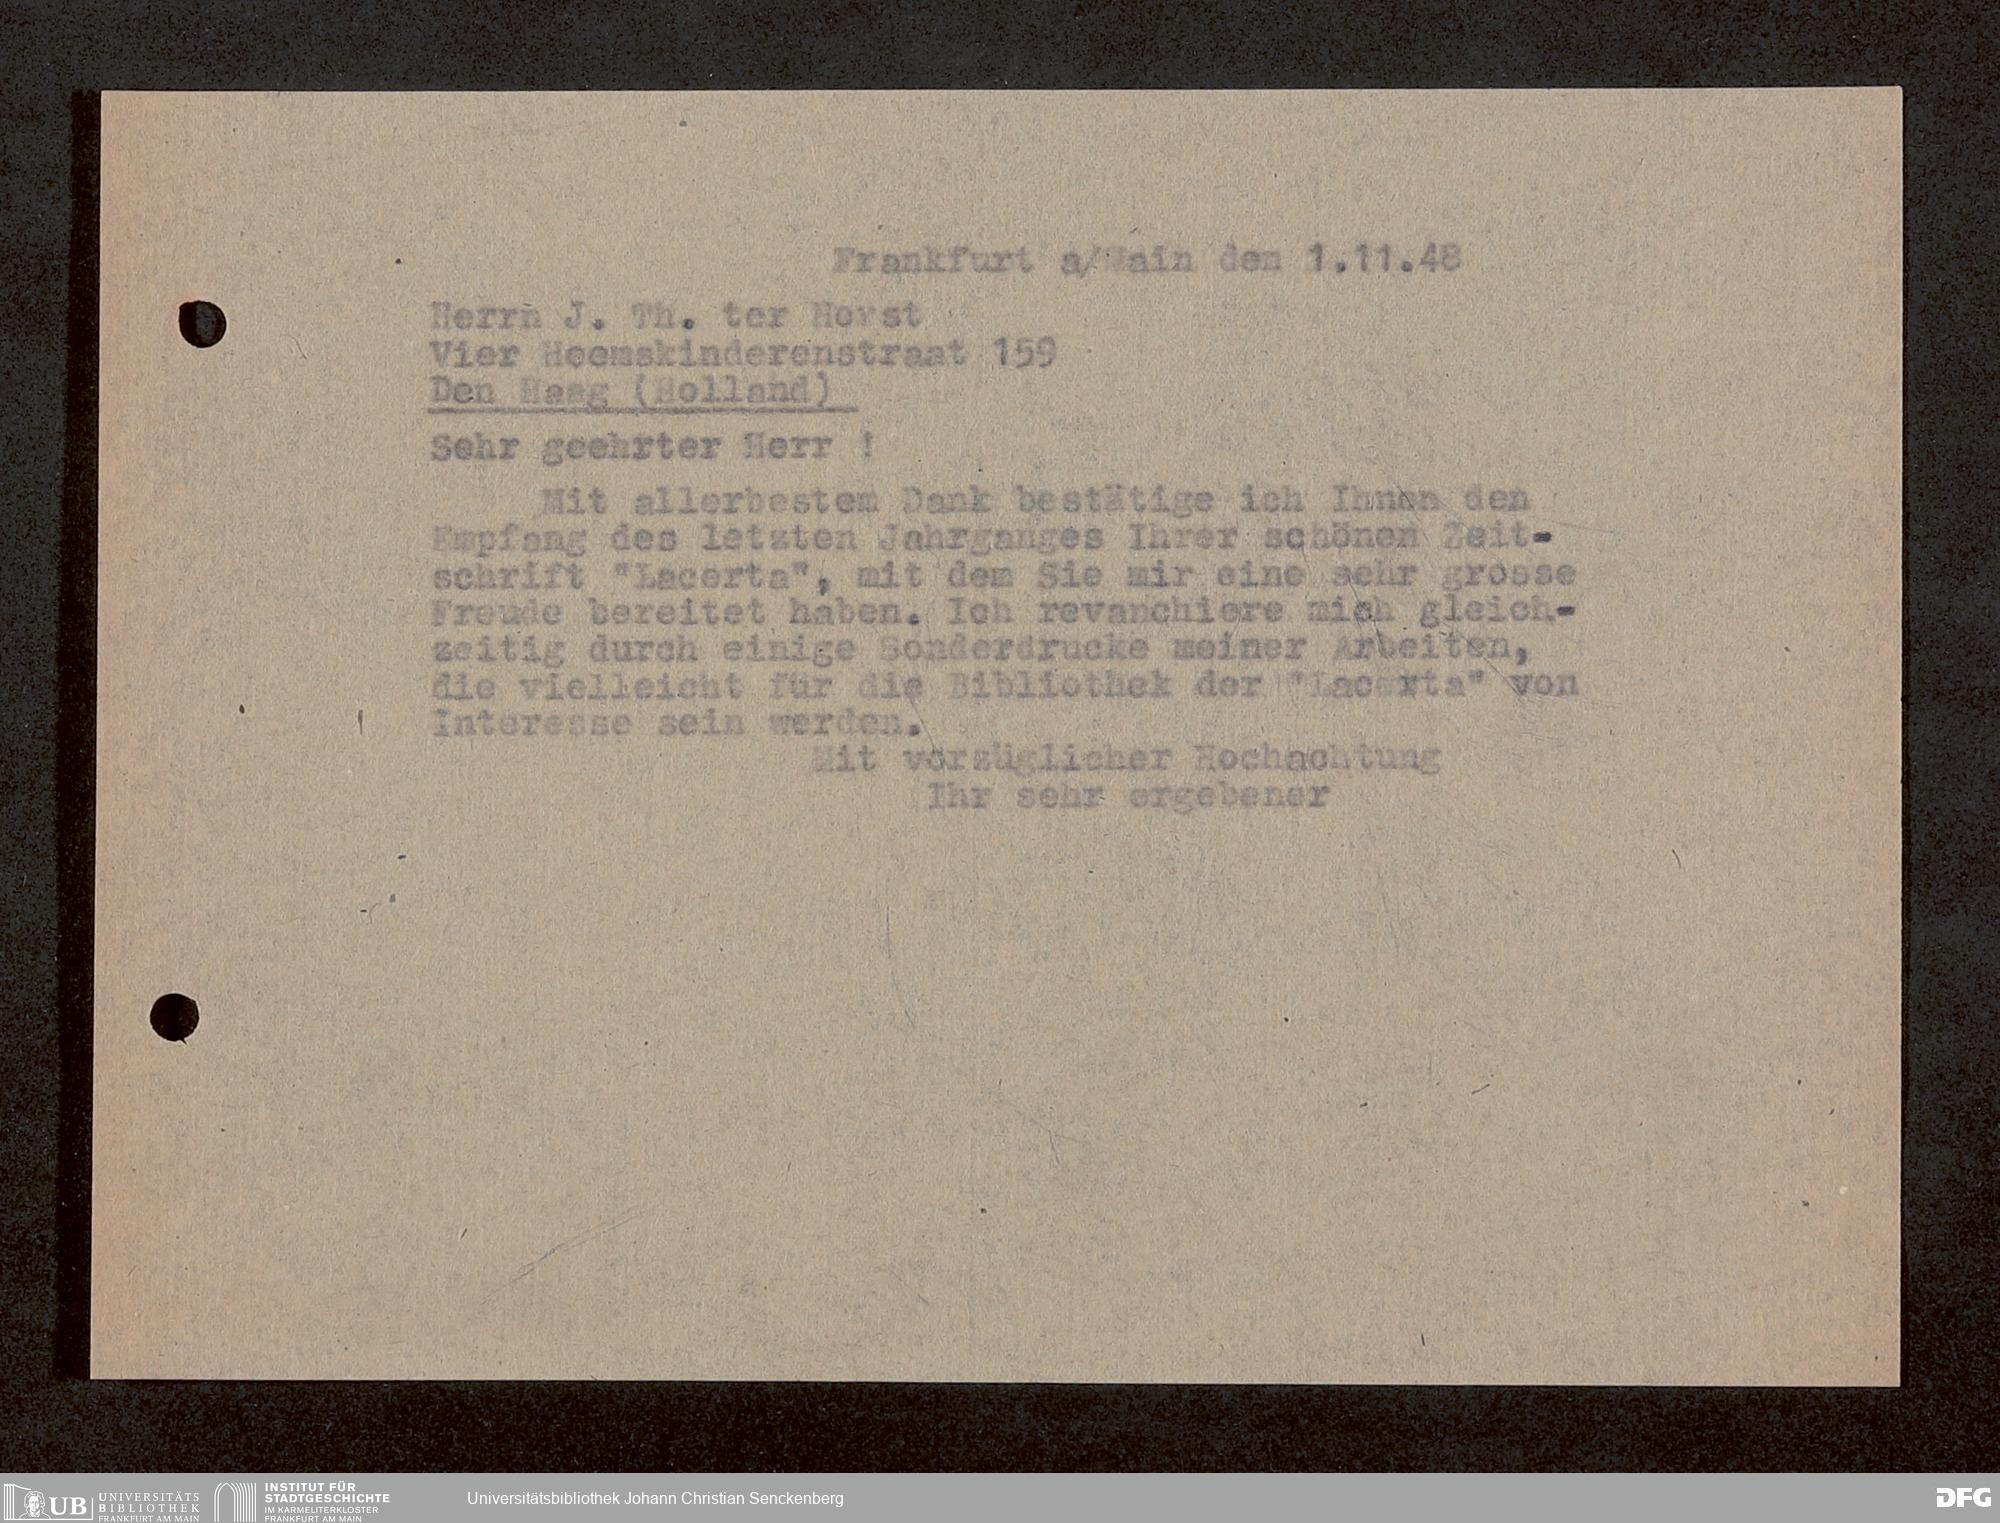 Frankfurt a/Main den 1.11.48
Herrn J. Th. ter Horst
Vier Heemskinderenstraat 159
Den Haag (Holland)
Sehr geehrter Herr !
Mit allerbestem Dank bestätige ich Ihnen den
Empfang des letzten Jahrganges Ihrer schönen Zeit-
schrift "Lacerta", mit dem Sie mir eine sehr grosse
Freude bereitet haben. Ich revanchiere mich gleich-
zeitig durch einige Sonderdrucke meiner Arbeiten,
die vielleicht für die Bibliothek der "Lacerta" von
Interesse sein werden.
Mit vorzüglicher Hochachtung
Ihr sehr ergebener
UB UNIVERSITÄTS
BIBLIOTHEK
FRANKFURT AM MAIN
INSTITUT FÜR
STADTGESCHICHTE
IM KARMELITERKLOSTER
FRANKFURT AM MAIN
Universitätsbibliothek Johann Christian Senckenberg
DFG